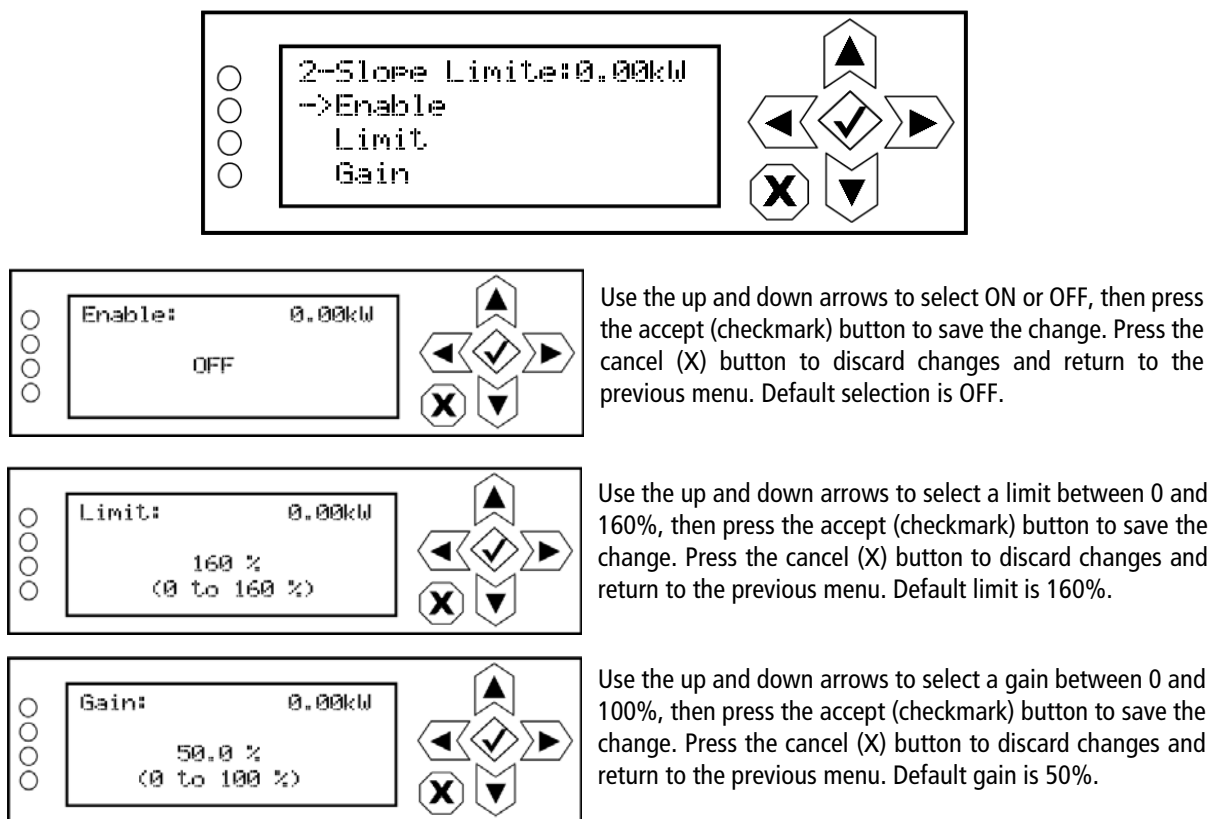 2-Slope Limite:0.00kW
->Enable
Limit
Gain
Enable: 0.00kW
OFF
Use the up and down arrows to select ON or OFF, then press
the accept (checkmark) button to save the change. Press the
cancel (X) button to discard changes and return to the
previous menu. Default selection is OFF.
Limit: 0.00kW
160 %
(0 to 160 %)
Use the up and down arrows to select a limit between 0 and
160%, then press the accept (checkmark) button to save the
change. Press the cancel (X) button to discard changes and
return to the previous menu. Default limit is 160%.
Gain: 0.00kW
50.0 %
(0 to 100 %)
Use the up and down arrows to select a gain between 0 and
100%, then press the accept (checkmark) button to save the
change. Press the cancel (X) button to discard changes and
return to the previous menu. Default gain is 50%.